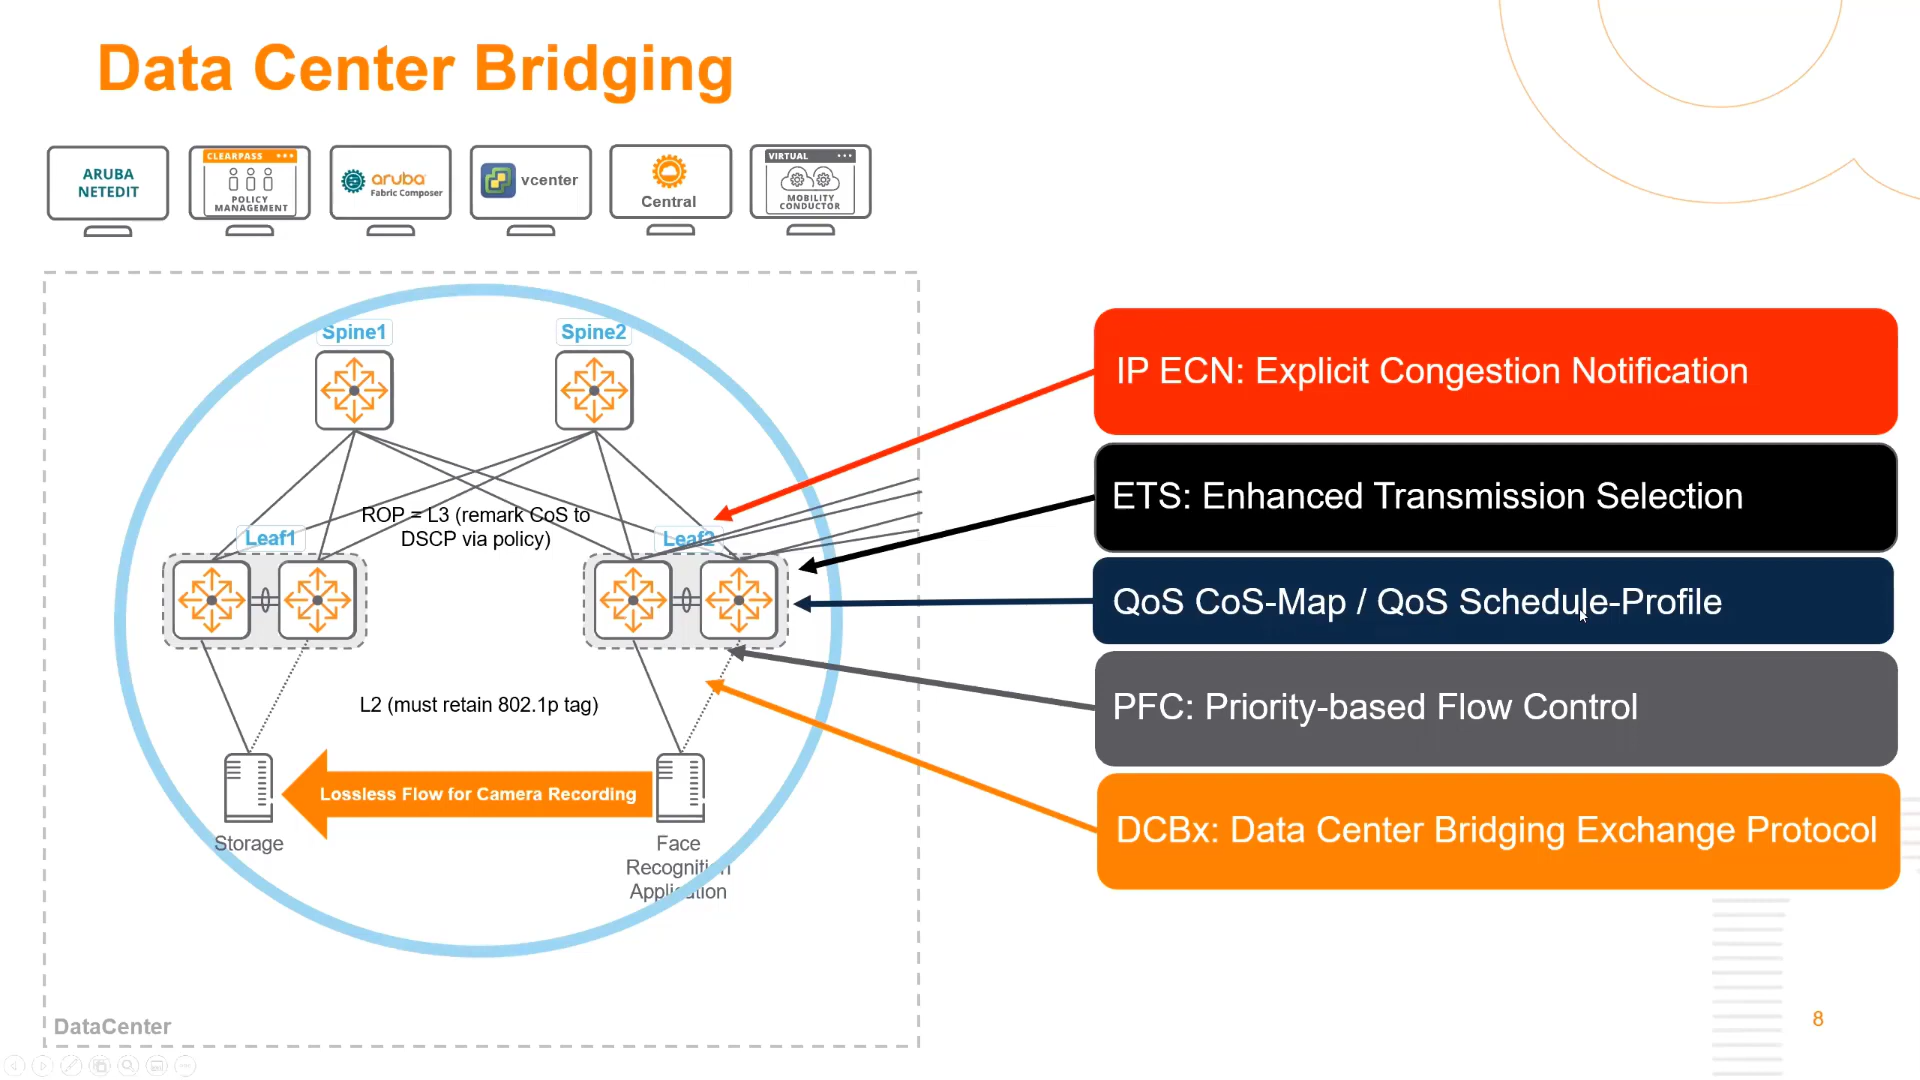 Data Center Bridging
ARUBA
NETEDIT
CLEARPASS
POLICY
MANAGEMENT
aruba
Fabric Composer
vcenter
Central
VIRTUAL
MOBILITY
CONDUCTOR
Spine1
Spine2
ROP = L3 (remark CoS to
DSCP via policy)
Leaf1
Leaf2
L2 (must retain 802.1p tag)
Lossless Flow for Camera Recording
Storage
Face
Recognition
Application
DataCenter
IP ECN: Explicit Congestion Notification
ETS: Enhanced Transmission Selection
QoS CoS-Map / QoS Schedule-Profile
PFC: Priority-based Flow Control
DCBx: Data Center Bridging Exchange Protocol
8